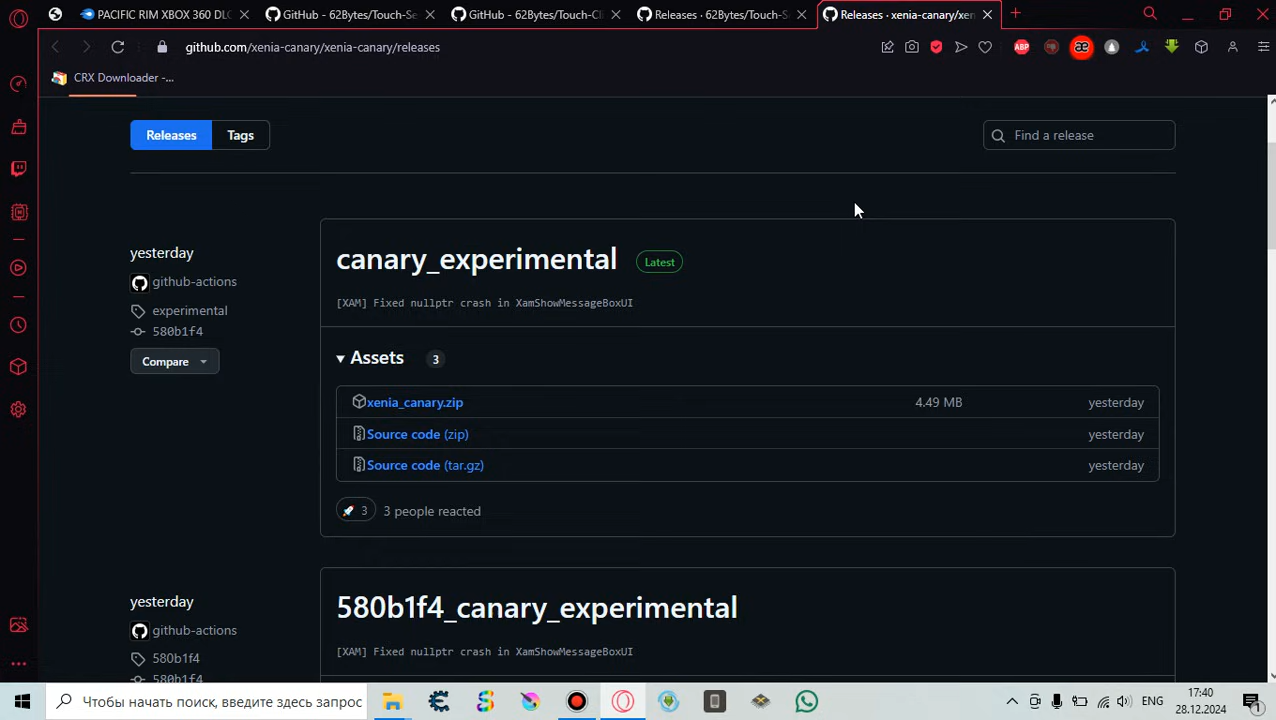 PACIFIC RIM XBOX 360 DLC
GitHub - 62Bytes/Touch-Se
GitHub - 62Bytes/Touch-Cl
Releases · 62Bytes/Touch-S
Releases · xenia-canary/xen
github.com/xenia-canary/xenia-canary/releases
ABP
æ
CRX Downloader -...
Releases
Tags
Find a release
yesterday
github-actions
experimental
580b1f4
Compare
canary_experimental
Latest
[XAM] Fixed nullptr crash in XamShowMessageBoxUI
Assets 3
xenia_canary.zip 4.49 MB yesterday
Source code (zip) yesterday
Source code (tar.gz) yesterday
3 3 people reacted
yesterday
github-actions
580b1f4
580b1f4
580b1f4_canary_experimental
[XAM] Fixed nullptr crash in XamShowMessageBoxUI
Чтобы начать поиск, введите здесь запрос
ENG
17:40
28.12.2024
1